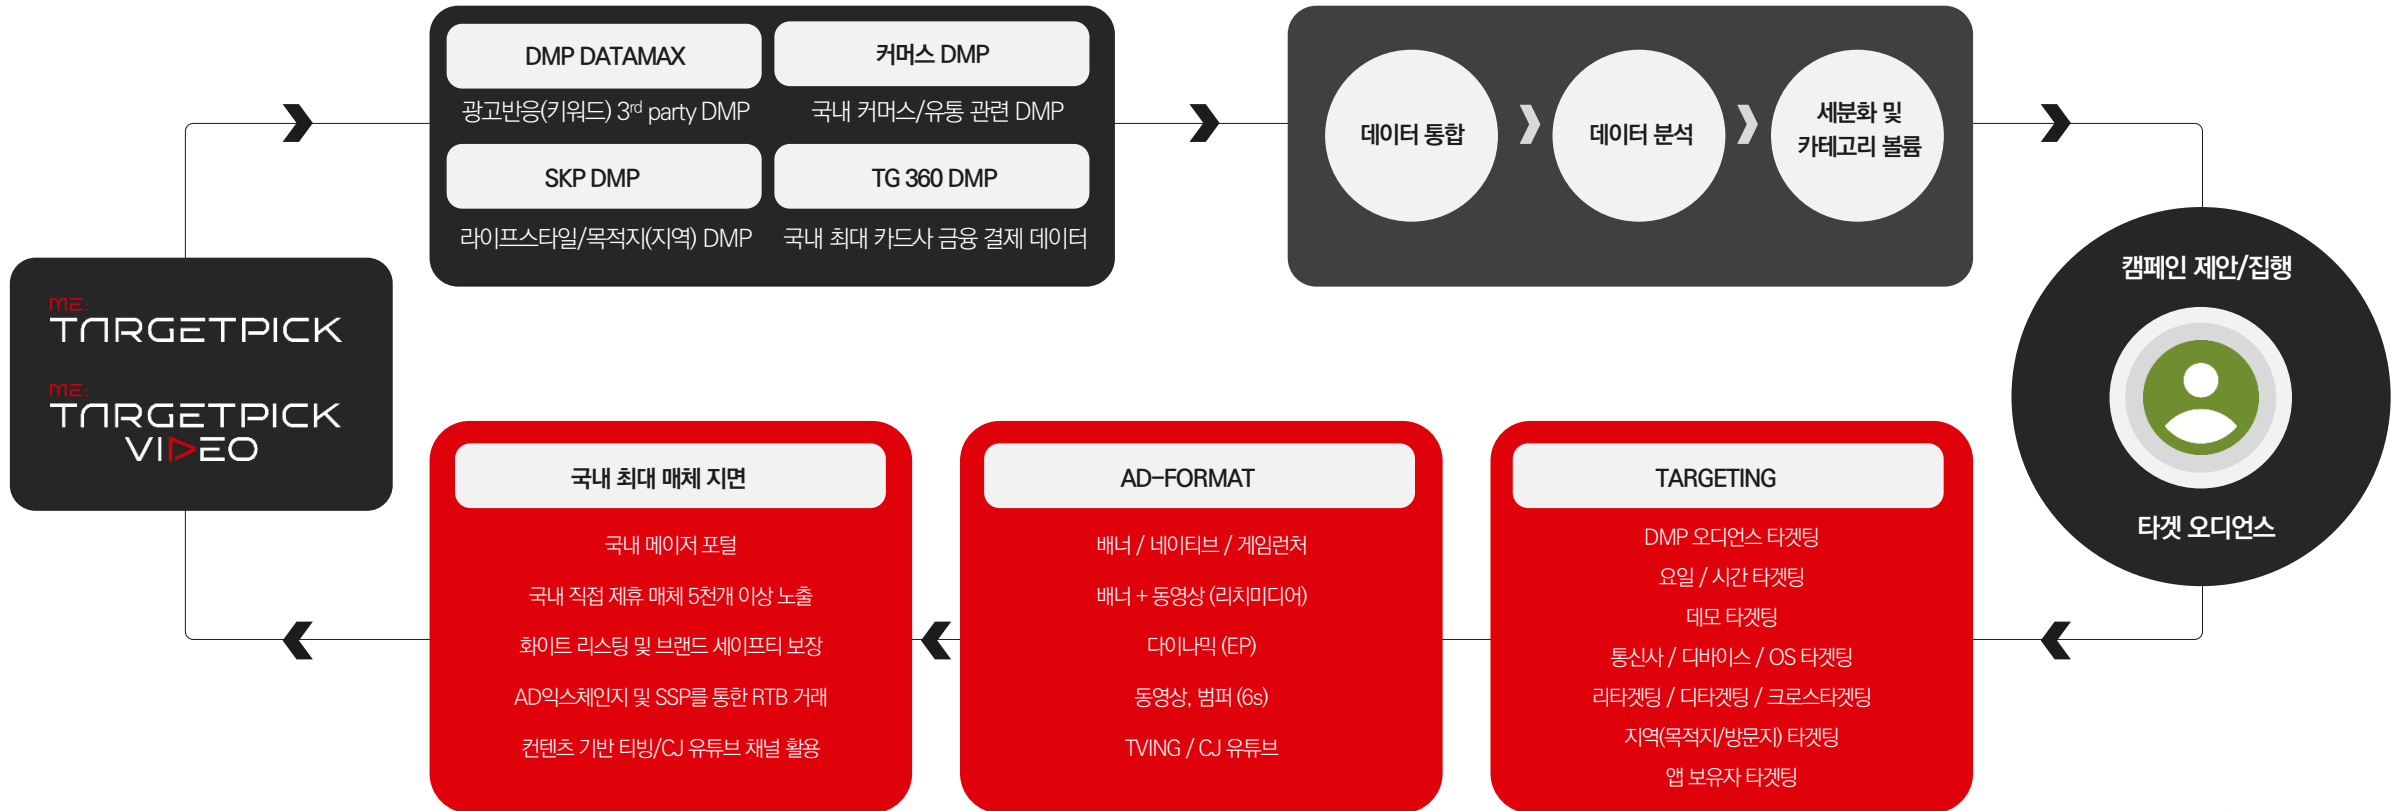 ME:
TARGETPICK
ME:
TARGETPICK
VIDEO
DMP DATAMAX
광고반응(키워드) 3rd party DMP
커머스 DMP
국내 커머스/유통 관련 DMP
SKP DMP
라이프스타일/목적지(지역) DMP
TG 360 DMP
국내 최대 카드사 금융 결제 데이터
데이터 통합
데이터 분석
세분화 및
카테고리 볼륨
캠페인 제안/집행
타겟 오디언스
TARGETING
DMP 오디언스 타겟팅
요일 / 시간 타겟팅
데모 타겟팅
통신사 / 디바이스 / OS 타겟팅
리타겟팅 / 디타겟팅 / 크로스타겟팅
지역(목적지/방문지) 타겟팅
앱 보유자 타겟팅
AD-FORMAT
배너 / 네이티브 / 게임런처
배너 + 동영상 (리치미디어)
다이나믹 (EP)
동영상, 범퍼 (6s)
TVING / CJ 유튜브
국내 최대 매체 지면
국내 메이저 포털
국내 직접 제휴 매체 5천개 이상 노출
화이트 리스팅 및 브랜드 세이프티 보장
AD익스체인지 및 SSP를 통한 RTB 거래
컨텐츠 기반 티빙/CJ 유튜브 채널 활용